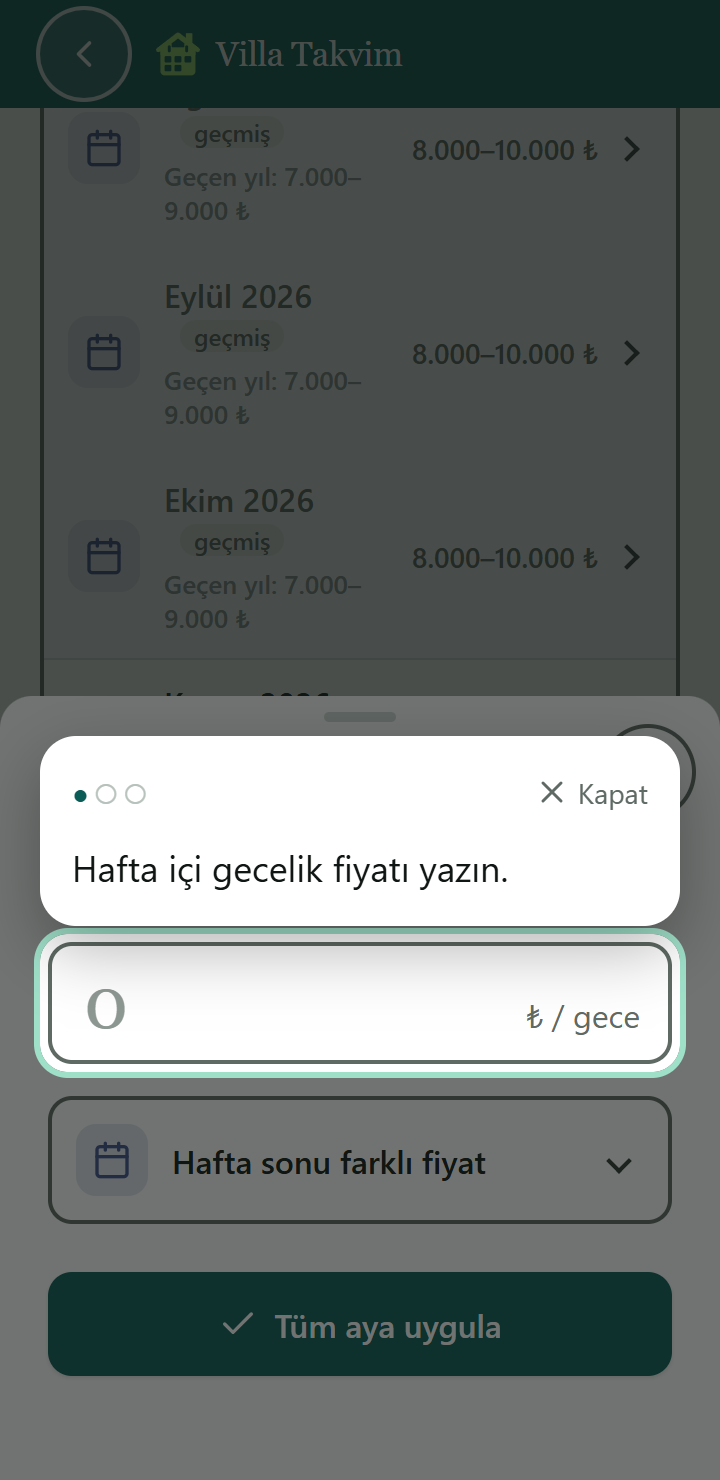 Villa Takvim
geçmiş
8.000–10.000 ₺
Geçen yıl: 7.000–
9.000 ₺
Eylül 2026
geçmiş
8.000–10.000 ₺
Geçen yıl: 7.000–
9.000 ₺
Ekim 2026
geçmiş
8.000–10.000 ₺
Geçen yıl: 7.000–
9.000 ₺
Kapat
Hafta içi gecelik fiyatı yazın.
0
₺ / gece
Hafta sonu farklı fiyat
Tüm aya uygula